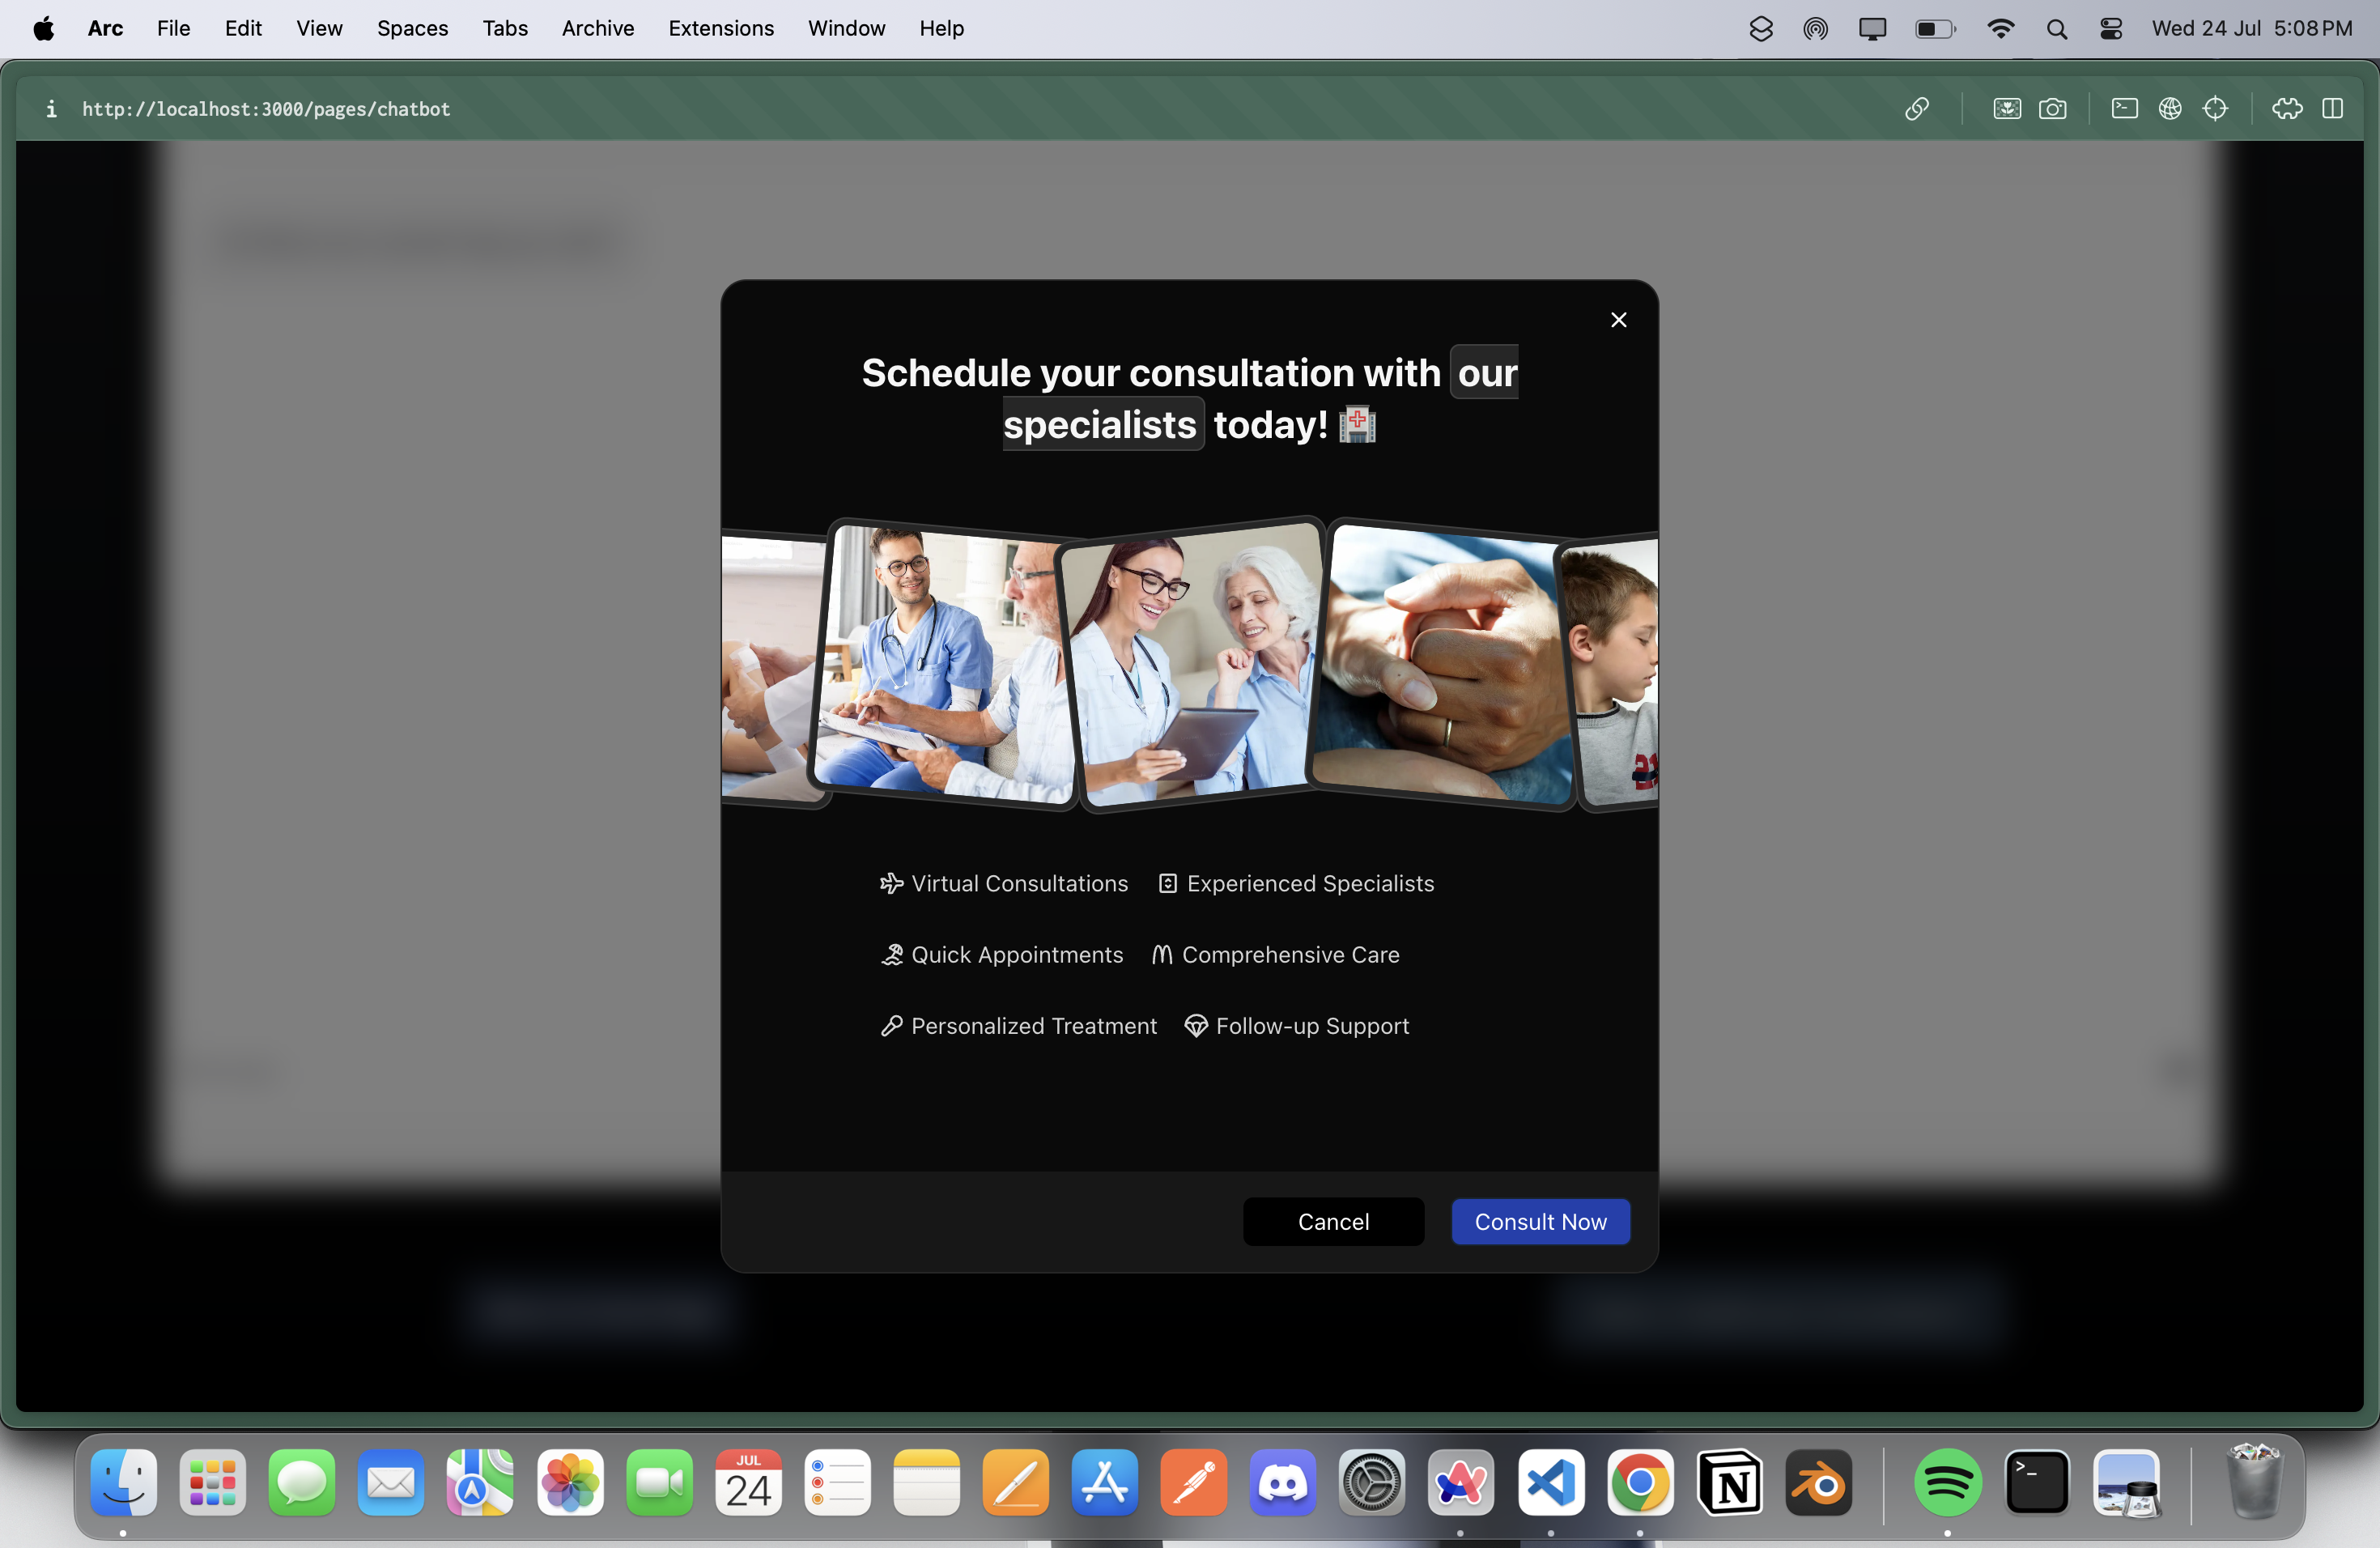 Arc File Edit View Spaces Tabs Archive Extensions Window Help Wed 24 Jul 5:08 PM
http://localhost:3000/pages/chatbot
Schedule your consultation with our
specialists today!
21
Virtual Consultations Experienced Specialists
Quick Appointments Comprehensive Care
Personalized Treatment Follow-up Support
Cancel Consult Now
JUL
24